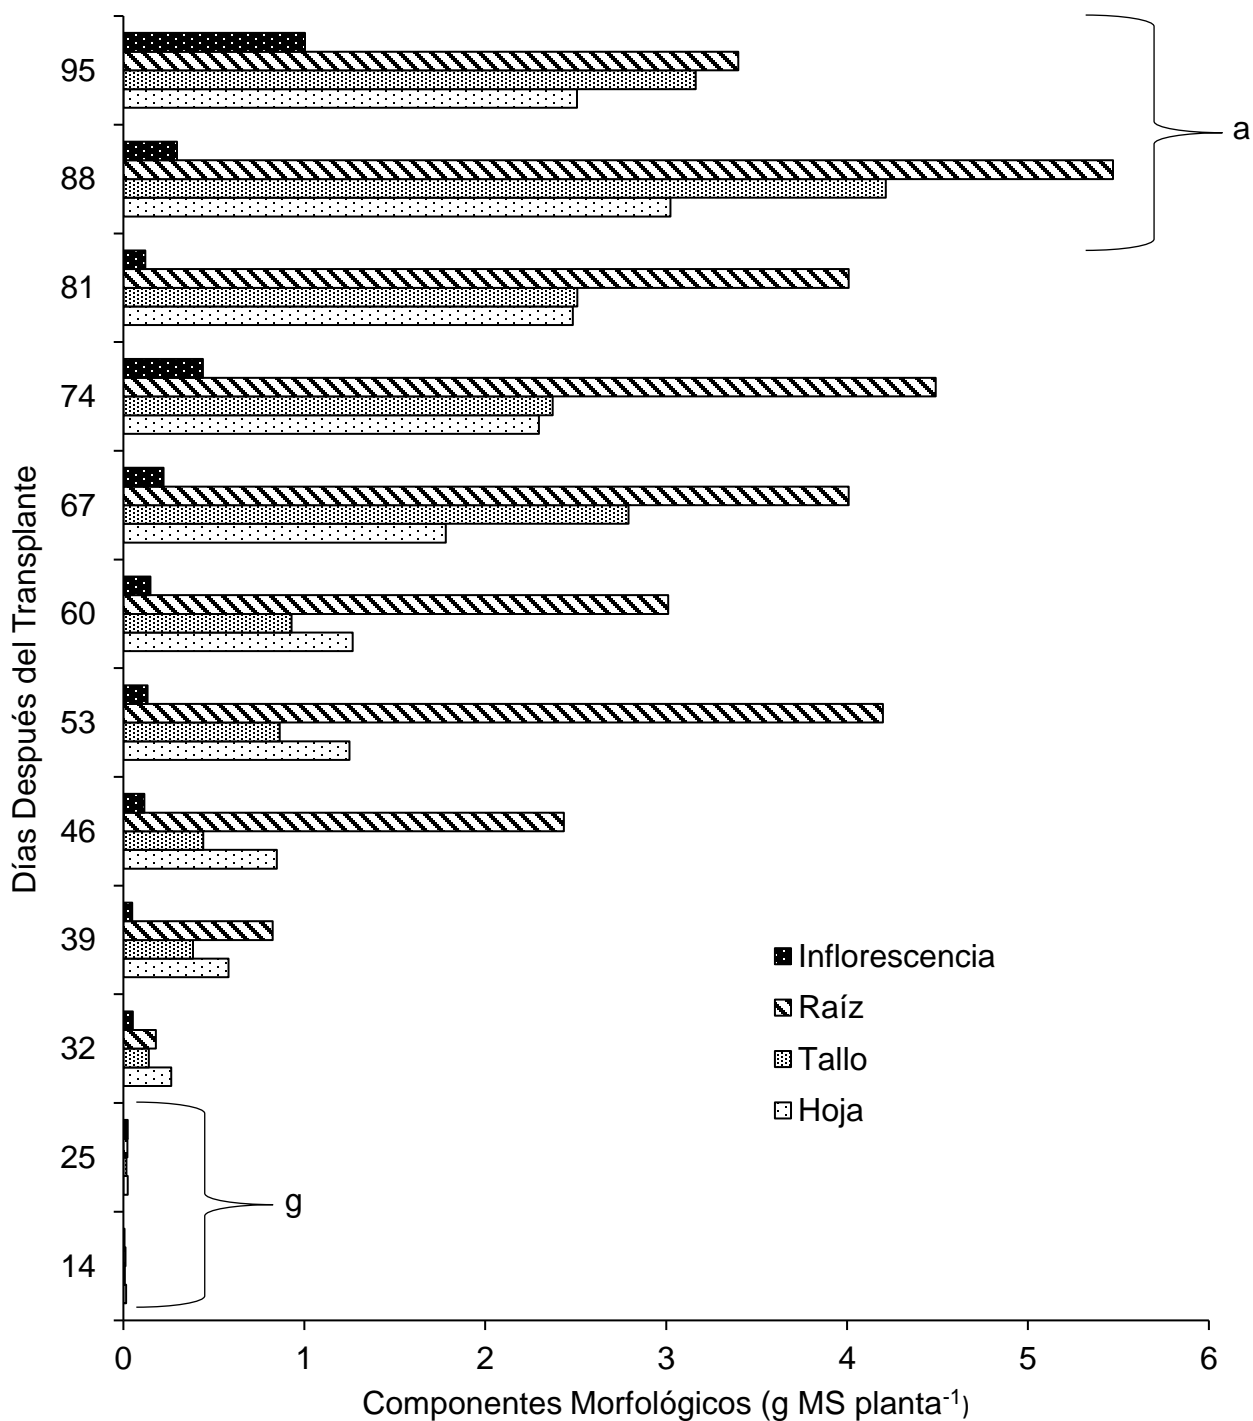 95
a
88
81
74
67
60
53
46
39
32
25
14
g
Días Después del Transplante
Inflorescencia
Raíz
Tallo
Hoja
0 1 2 3 4 5 6
Componentes Morfológicos (g MS planta⁻¹)